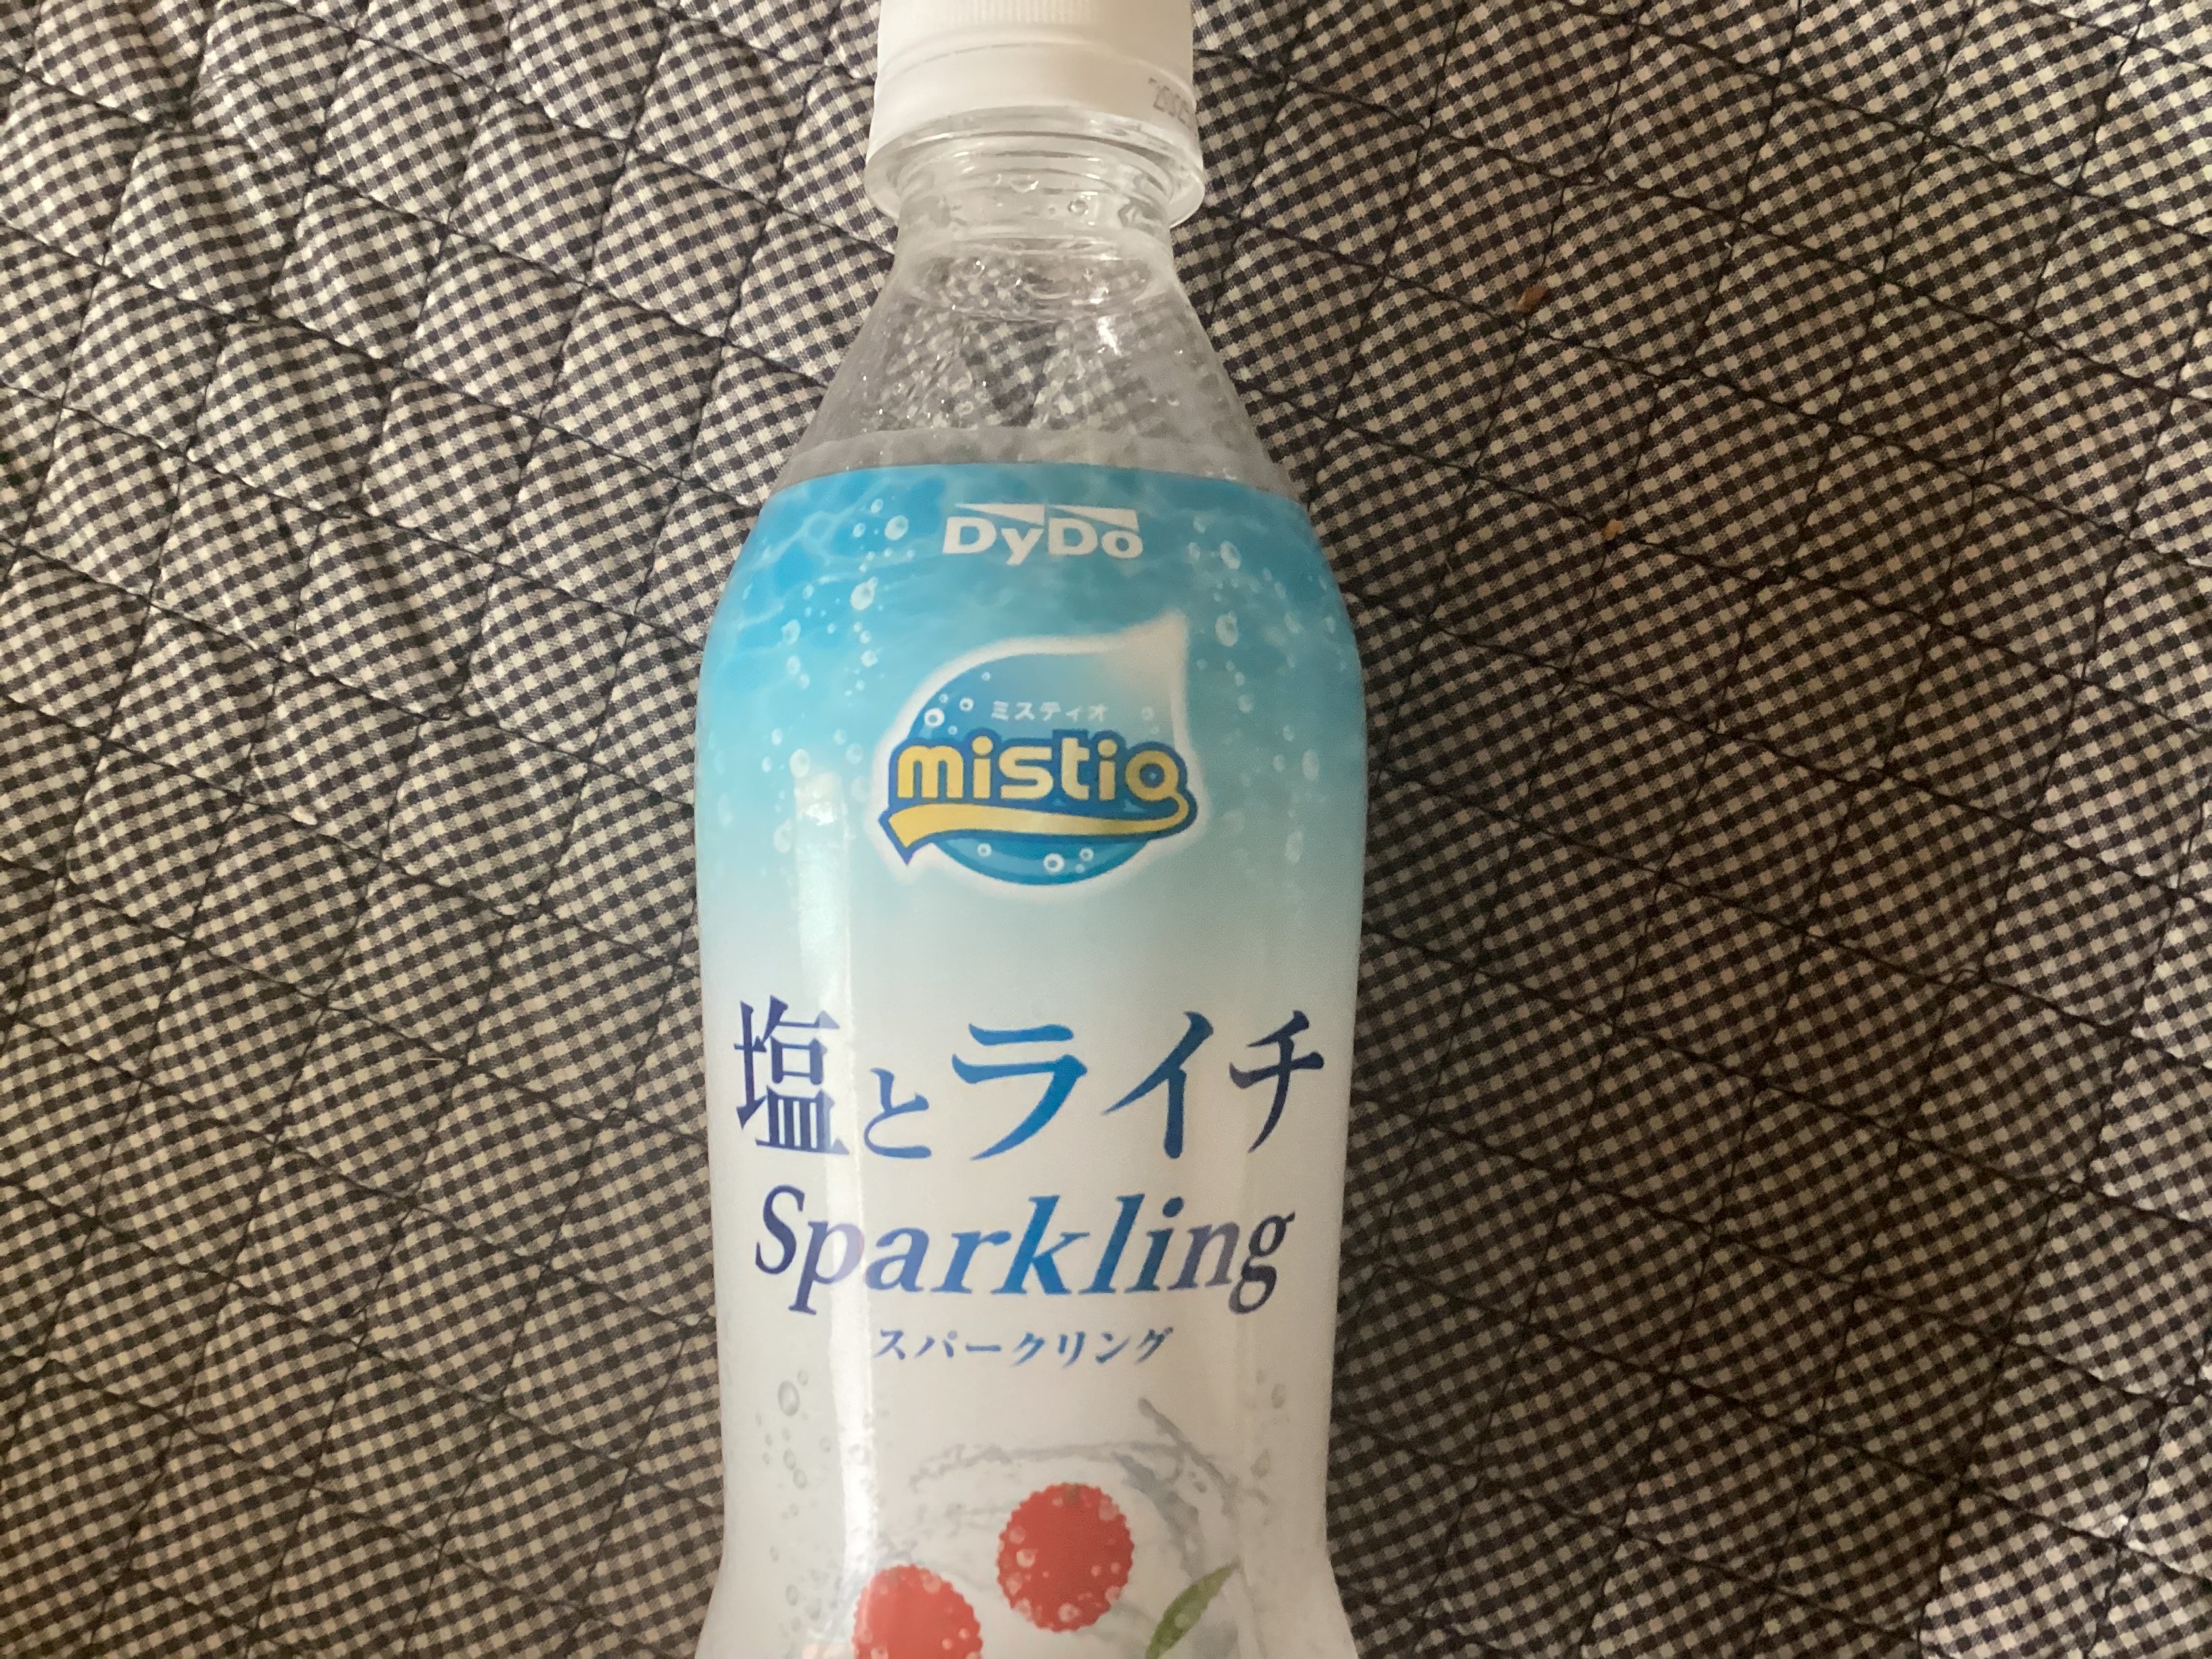 DyDo
ミスティオ
mistio
塩とライチ
Sparkling
スパークリング